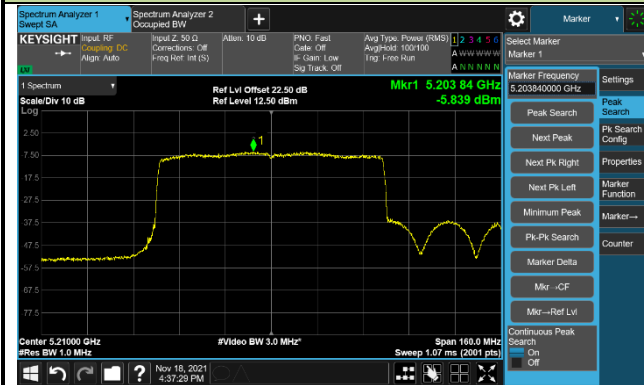 Spectrum Analyzer 1
Swept SA
Spectrum Analyzer 2
Occupied BW
+
Marker
KEYSIGHT
Input: RF
Coupling: DC
Align: Auto
Input Z: 50 Ω
Corrections: Off
Freq Ref: Int (S)
Atten: 10 dB
PNO: Fast
Gate: Off
IF Gain: Low
Sig Track: Off
Avg Type: Power (RMS)
Avg|Hold: 100/100
Trig: Free Run
1 2 3 4 5 6
A W W W W W
A N N N N N
LXI
Select Marker
Marker 1
1 Spectrum
Scale/Div 10 dB
Log
Ref Lvl Offset 22.50 dB
Ref Level 12.50 dBm
Mkr1 5.203 84 GHz
-5.839 dBm
Marker Frequency
5.203840000 GHz
Settings
Peak Search
Peak
Search
Next Peak
Pk Search
Config
Next Pk Right
Properties
Next Pk Left
Marker
Function
Minimum Peak
Marker→
Pk-Pk Search
Counter
Marker Delta
Mkr→CF
Mkr→Ref Lvl
Continuous Peak
Search
On
Off
1
2.50
-7.50
-17.5
-27.5
-37.5
-47.5
-57.5
-67.5
-77.5
Center 5.21000 GHz
#Res BW 1.0 MHz
#Video BW 3.0 MHz*
Span 160.0 MHz
Sweep 1.07 ms (2001 pts)
?
Nov 18, 2021
4:37:29 PM